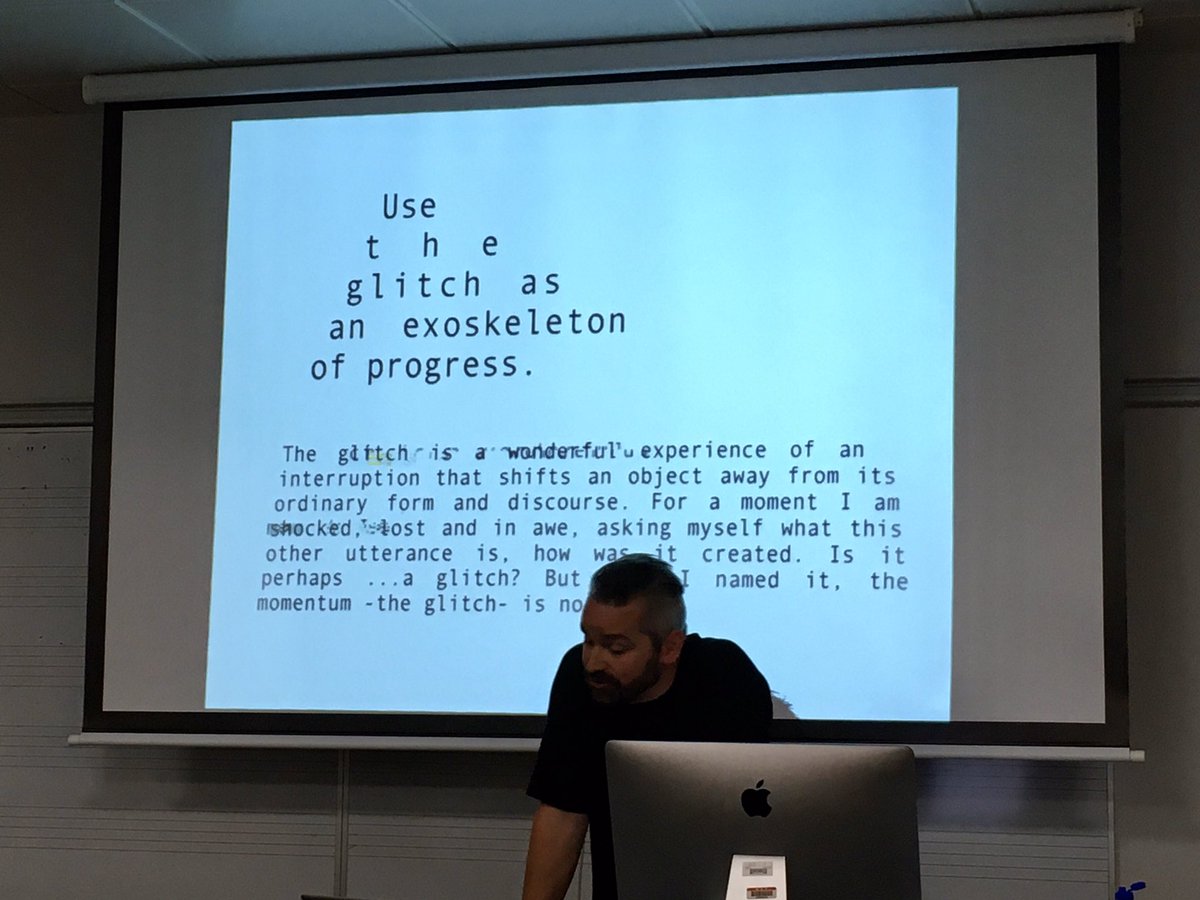 Use
t h e
glitch as
an exoskeleton
of progress.
The glitch is a wonderful experience of an
interruption that shifts an object away from its
ordinary form and discourse. For a moment I am
shocked, lost and in awe, asking myself what this
other utterance is, how was it created. Is it
perhaps ...a glitch? But I named it, the
momentum -the glitch- is no